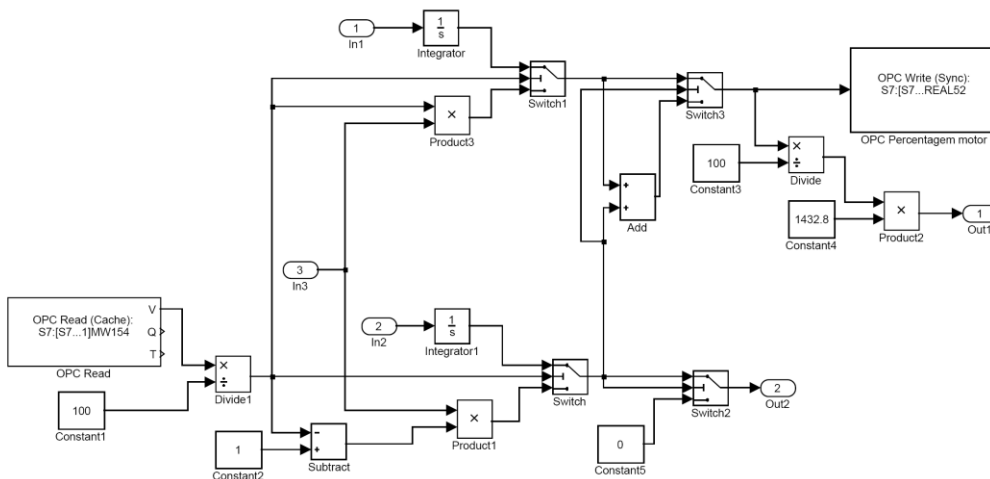 1
In1
1
s
Integrator
Switch1
×
Product3
Switch3
OPC Write (Sync):
S7:[S7...REAL52
OPC Percentagem motor
100
Constant3
×
÷
Divide
+
+
Add
1432.8
Constant4
×
Product2
1
Out1
3
In3
OPC Read (Cache):
S7:[S7...1]MW154
V
Q
T
OPC Read
2
In2
1
s
Integrator1
×
÷
Divide1
100
Constant1
Switch
Switch2
2
Out2
1
Constant2
−
+
Subtract
×
Product1
0
Constant5